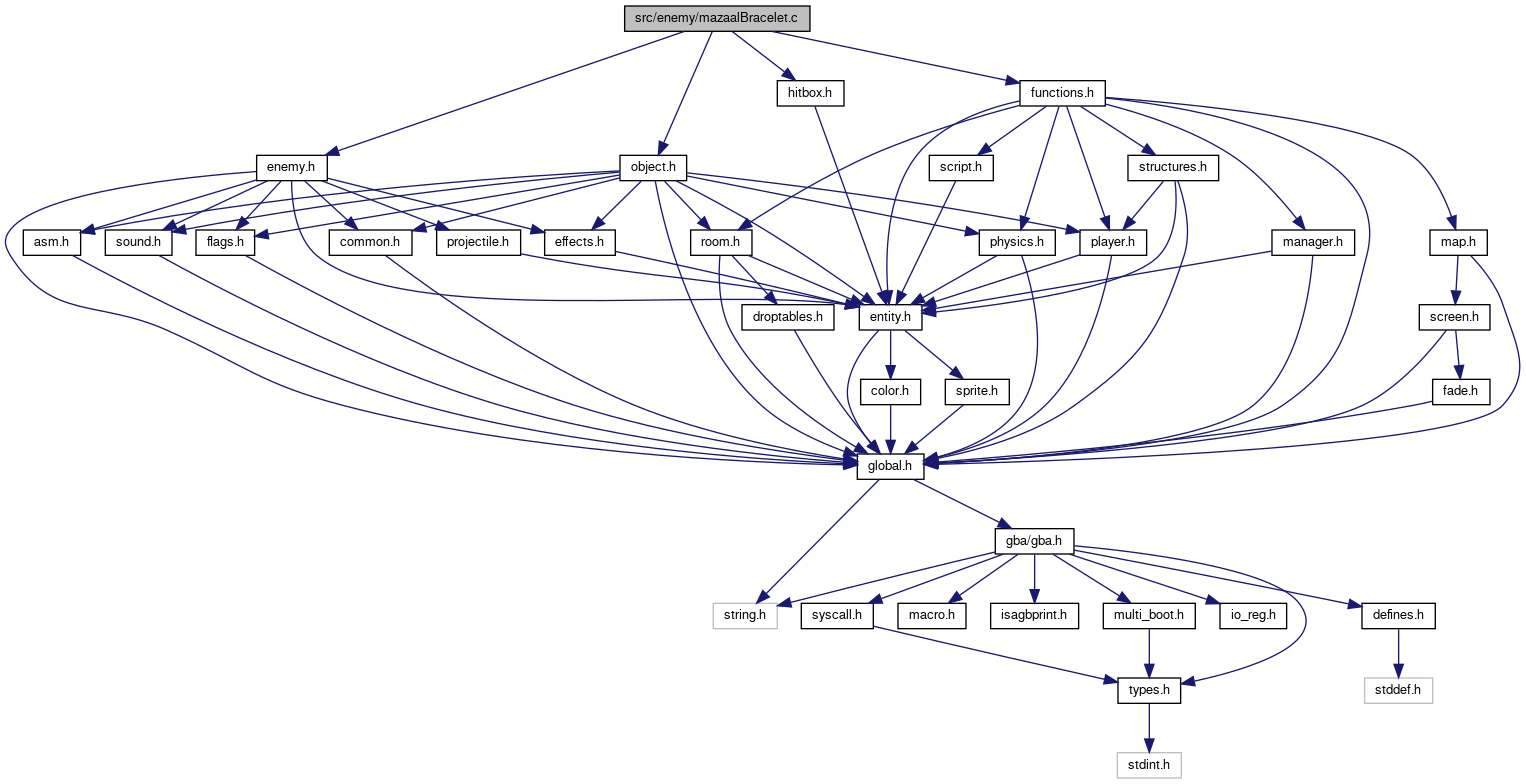 src/enemy/mazaalBracelet.c
hitbox.h
functions.h
enemy.h
object.h
script.h
structures.h
asm.h
sound.h
flags.h
common.h
projectile.h
effects.h
room.h
physics.h
player.h
manager.h
map.h
droptables.h
entity.h
screen.h
color.h
sprite.h
fade.h
global.h
gba/gba.h
string.h
syscall.h
macro.h
isagbprint.h
multi_boot.h
io_reg.h
defines.h
types.h
stddef.h
stdint.h